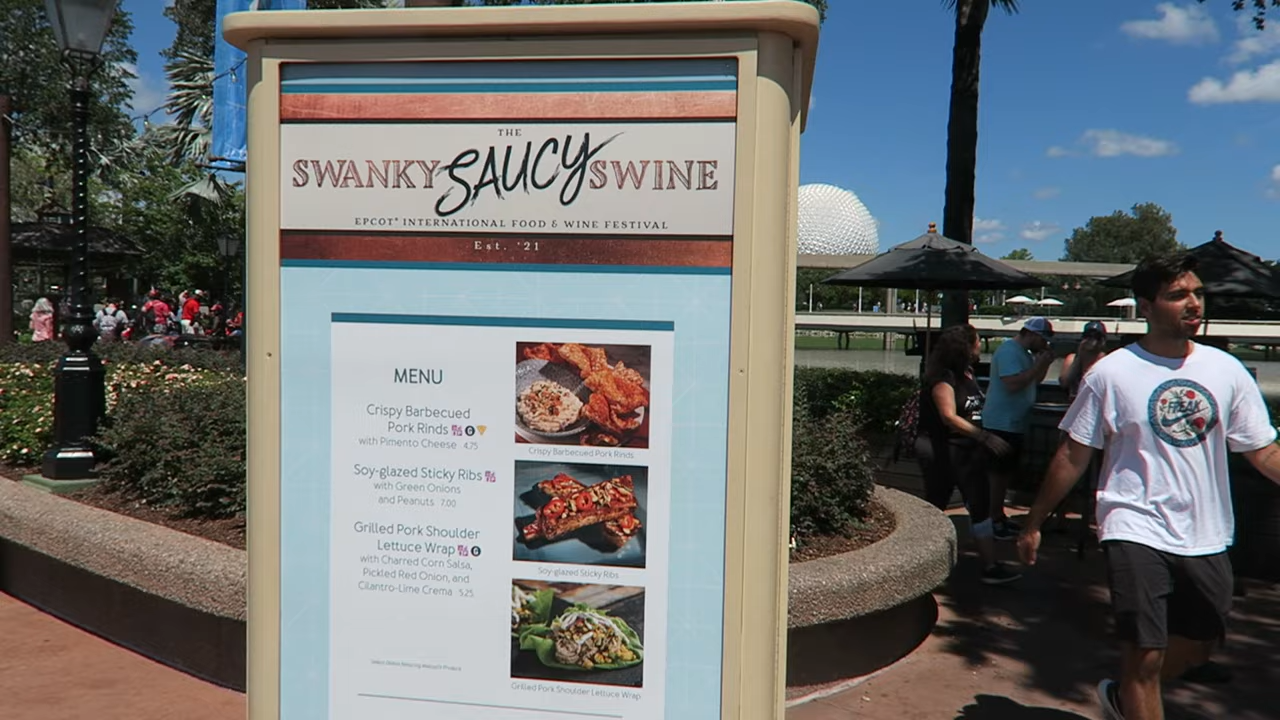 THE
SWANKY SAUCY SWINE
EPCOT® INTERNATIONAL FOOD & WINE FESTIVAL
Est. '21
MENU
Crispy Barbecued
Pork Rinds G
with Pimento Cheese 4.75
Soy-glazed Sticky Ribs
with Green Onions
and Peanuts 7.00
Grilled Pork Shoulder
Lettuce Wrap G
with Charred Corn Salsa,
Pickled Red Onion, and
Cilantro-Lime Crema 5.25
Crispy Barbecued Pork Rinds
Soy-glazed Sticky Ribs
Grilled Pork Shoulder Lettuce Wrap
FREAK